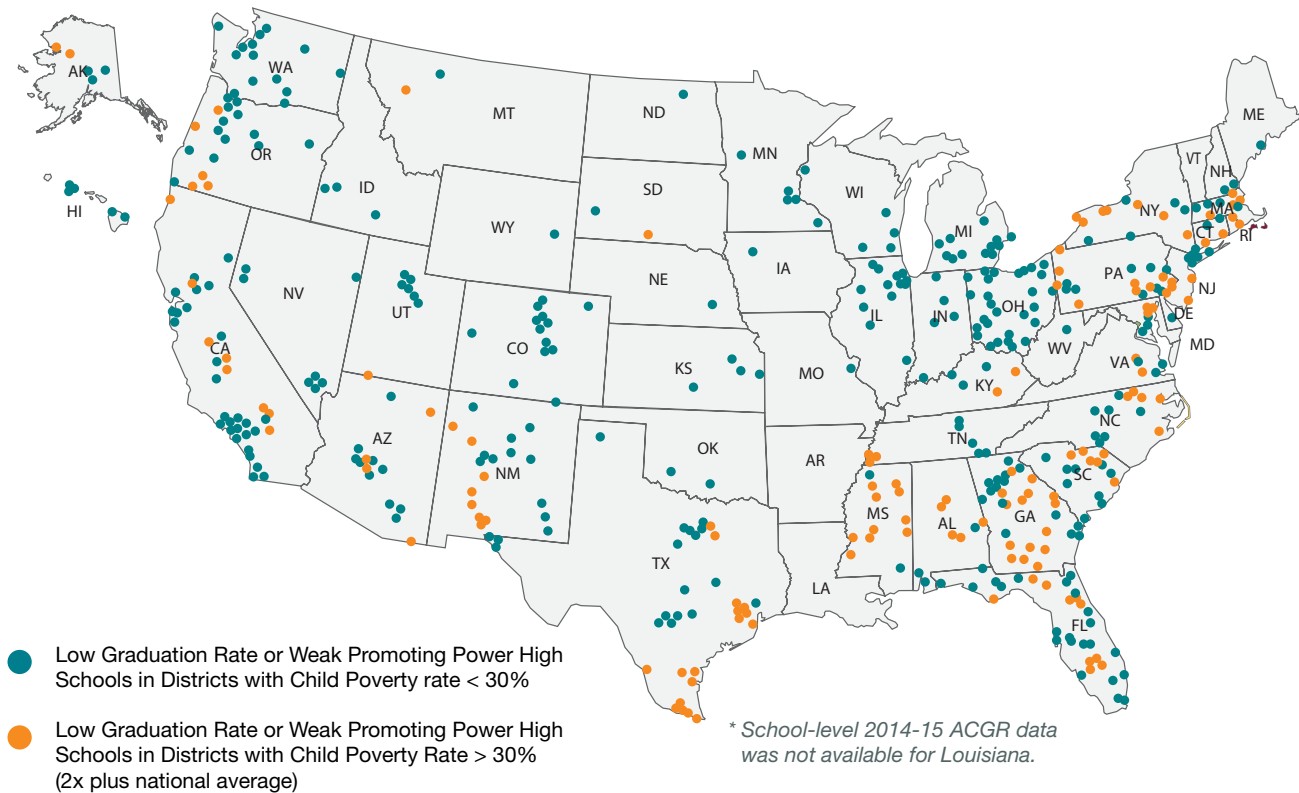 ME
AK
WA
MT
ND
MN
VT
NH
OR
ID
SD
WI
MI
NY
MA
CT
RI
HI
WY
IA
PA
NJ
NV
UT
NE
IL
IN
OH
DE
CA
CO
KS
MO
WV
VA
MD
KY
AZ
NM
OK
AR
TN
NC
SC
MS
AL
GA
TX
LA
FL
Low Graduation Rate or Weak Promoting Power High
Schools in Districts with Child Poverty rate < 30%
Low Graduation Rate or Weak Promoting Power High
Schools in Districts with Child Poverty Rate > 30%
(2x plus national average)
* School-level 2014-15 ACGR data
was not available for Louisiana.